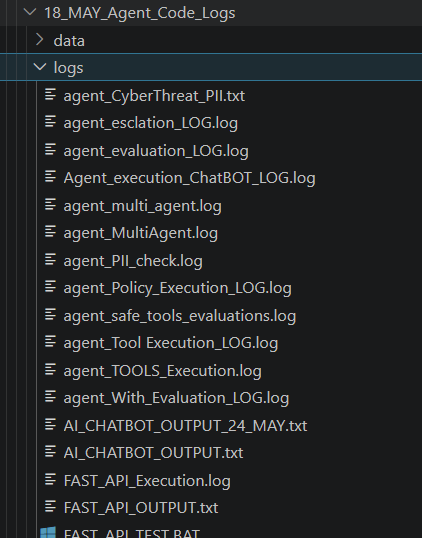 18_MAY_Agent_Code_Logs
data
logs
agent_CyberThreat_PII.txt
agent_esclation_LOG.log
agent_evaluation_LOG.log
Agent_execution_ChatBOT_LOG.log
agent_multi_agent.log
agent_MultiAgent.log
agent_PII_check.log
agent_Policy_Execution_LOG.log
agent_safe_tools_evaluations.log
agent_Tool Execution_LOG.log
agent_TOOLS_Execution.log
agent_With_Evaluation_LOG.log
AI_CHATBOT_OUTPUT_24_MAY.txt
AI_CHATBOT_OUTPUT.txt
FAST_API_Execution.log
FAST_API_OUTPUT.txt
FAST_API_TEST.BAT